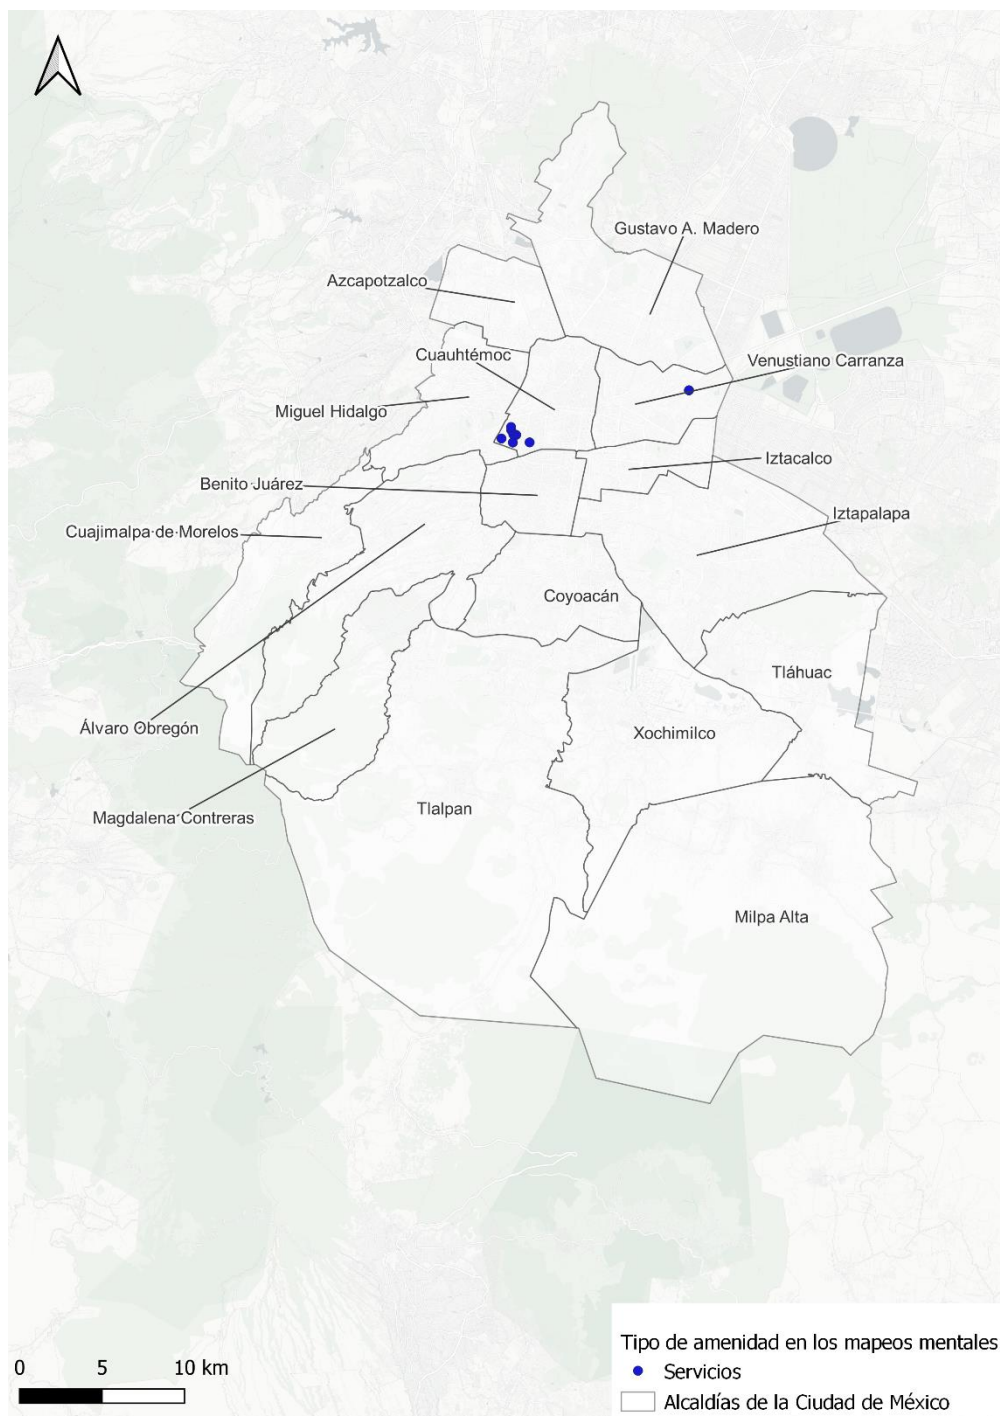 Gustavo A. Madero
Azcapotzalco
Cuauhtémoc
Venustiano Carranza
Miguel Hidalgo
Iztacalco
Benito Juárez
Iztapalapa
Cuajimalpa de Morelos
Coyoacán
Tláhuac
Álvaro Obregón
Xochimilco
Tlalpan
Magdalena Contreras
Milpa Alta
Tipo de amenidad en los mapeos mentales
0 5 10 km
Servicios
Alcaldías de la Ciudad de México